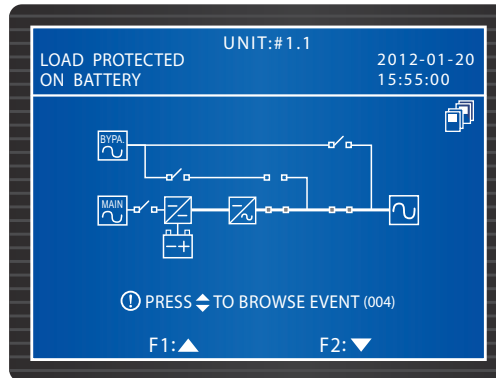 UNIT:#1.1
LOAD PROTECTED 2012-01-20
ON BATTERY 15:55:00
BYPA.
MAIN
PRESS TO BROWSE EVENT (004)
F1: F2: